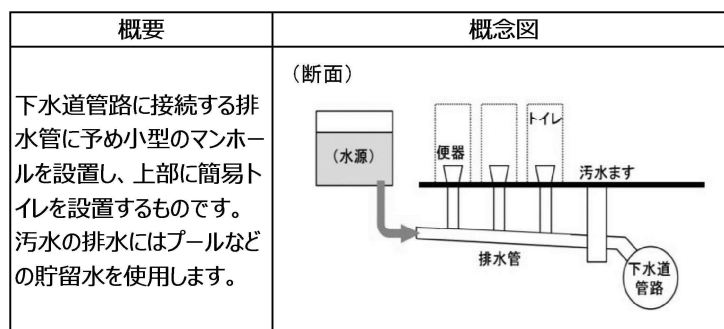 概要
概念図
下水道管路に接続する排
水管に予め小型のマンホー
ルを設置し、上部に簡易ト
イレを設置するものです。
汚水の排水にはプールなど
の貯留水を使用します。
（断面）
（水源）
便器
トイレ
汚水ます
排水管
下水道
管路